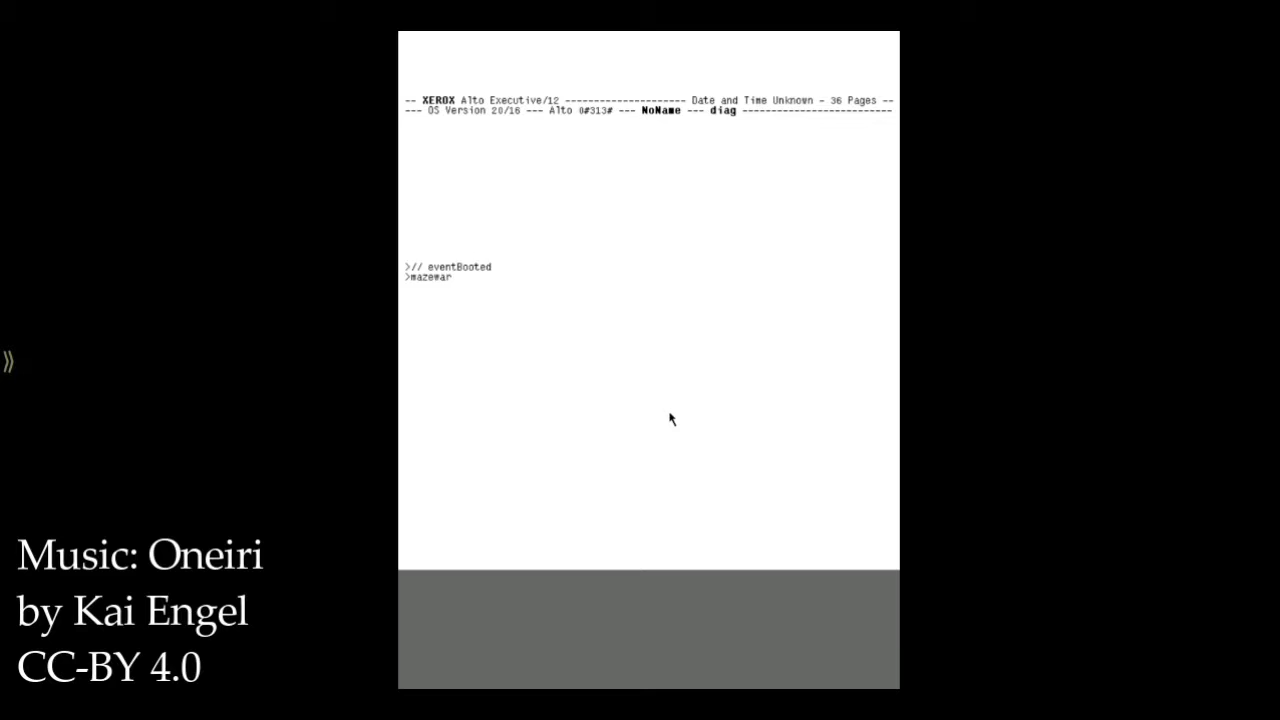 -- XEROX Alto Executive/12 --------------------- Date and Time Unknown - 36 Pages --
--- OS Version 20/16 --- Alto 0#313# --- NoName --- diag --------------------------
>// eventBooted
>mazewar
⟫
Music: Oneiri
by Kai Engel
CC-BY 4.0